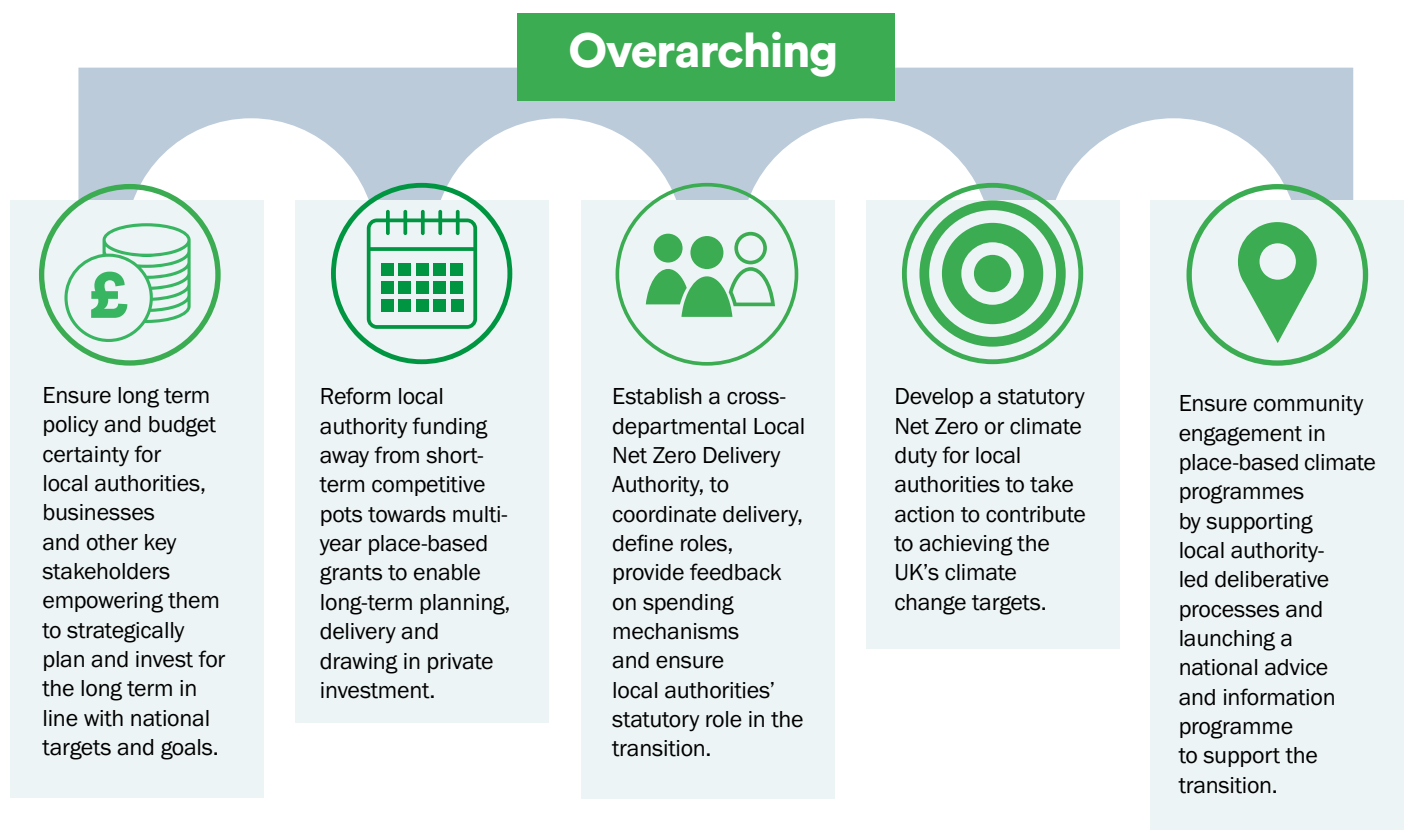 Overarching
£
Ensure long term
policy and budget
certainty for
local authorities,
businesses
and other key
stakeholders
empowering them
to strategically
plan and invest for
the long term in
line with national
targets and goals.
Reform local
authority funding
away from short-
term competitive
pots towards multi-
year place-based
grants to enable
long-term planning,
delivery and
drawing in private
investment.
Establish a cross-
departmental Local
Net Zero Delivery
Authority, to
coordinate delivery,
define roles,
provide feedback
on spending
mechanisms
and ensure
local authorities’
statutory role in the
transition.
Develop a statutory
Net Zero or climate
duty for local
authorities to take
action to contribute
to achieving the
UK’s climate
change targets.
Ensure community
engagement in
place-based climate
programmes
by supporting
local authority-
led deliberative
processes and
launching a
national advice
and information
programme
to support the
transition.